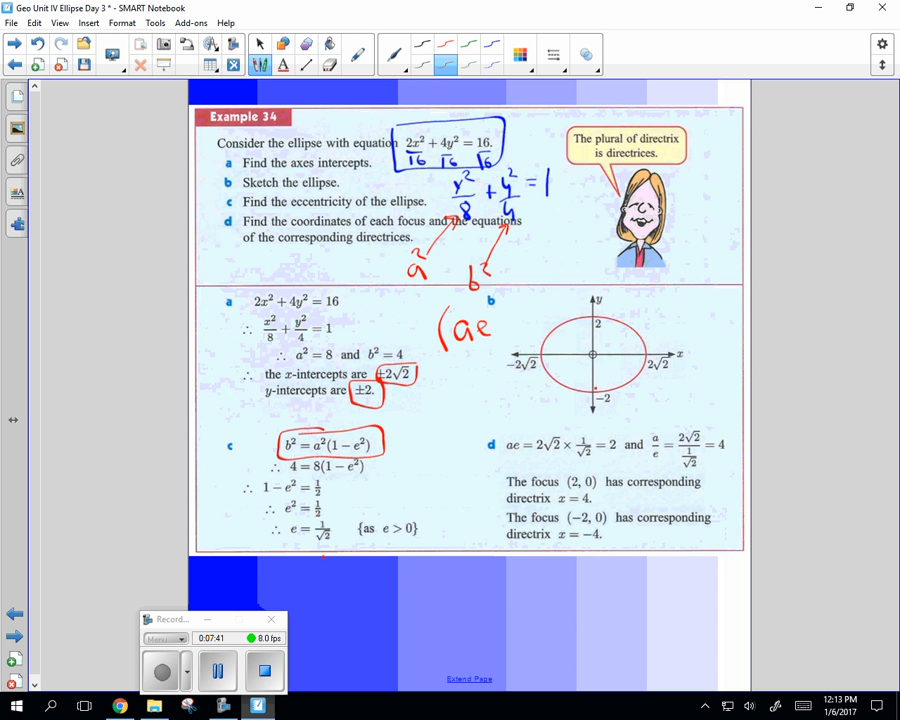 Geo Unit IV Ellipse Day 3 * - SMART Notebook
File Edit View Insert Format Tools Add-ons Help
Example 34
Consider the ellipse with equation 2x² + 4y² = 16.
16 16 16
a Find the axes intercepts.
b Sketch the ellipse.
c Find the eccentricity of the ellipse.
d Find the coordinates of each focus and the equations
of the corresponding directrices.
x²/8 + y²/4 = 1
a² b²
The plural of directrix
is directrices.
a 2x² + 4y² = 16
∴ x²/8 + y²/4 = 1
∴ a² = 8 and b² = 4
∴ the x-intercepts are ±2√2
y-intercepts are ±2.
(ae
b
y
2
−2√2 2√2 x
−2
c b² = a²(1 − e²)
∴ 4 = 8(1 − e²)
∴ 1 − e² = 1/2
∴ e² = 1/2
∴ e = 1/√2 {as e > 0}
d ae = 2√2 × 1/√2 = 2 and a/e = 2√2/(1/√2) = 4
The focus (2, 0) has corresponding
directrix x = 4.
The focus (−2, 0) has corresponding
directrix x = −4.
Record...
Menu 0:07:41 8.0 fps
Extend Page
12:13 PM
1/6/2017